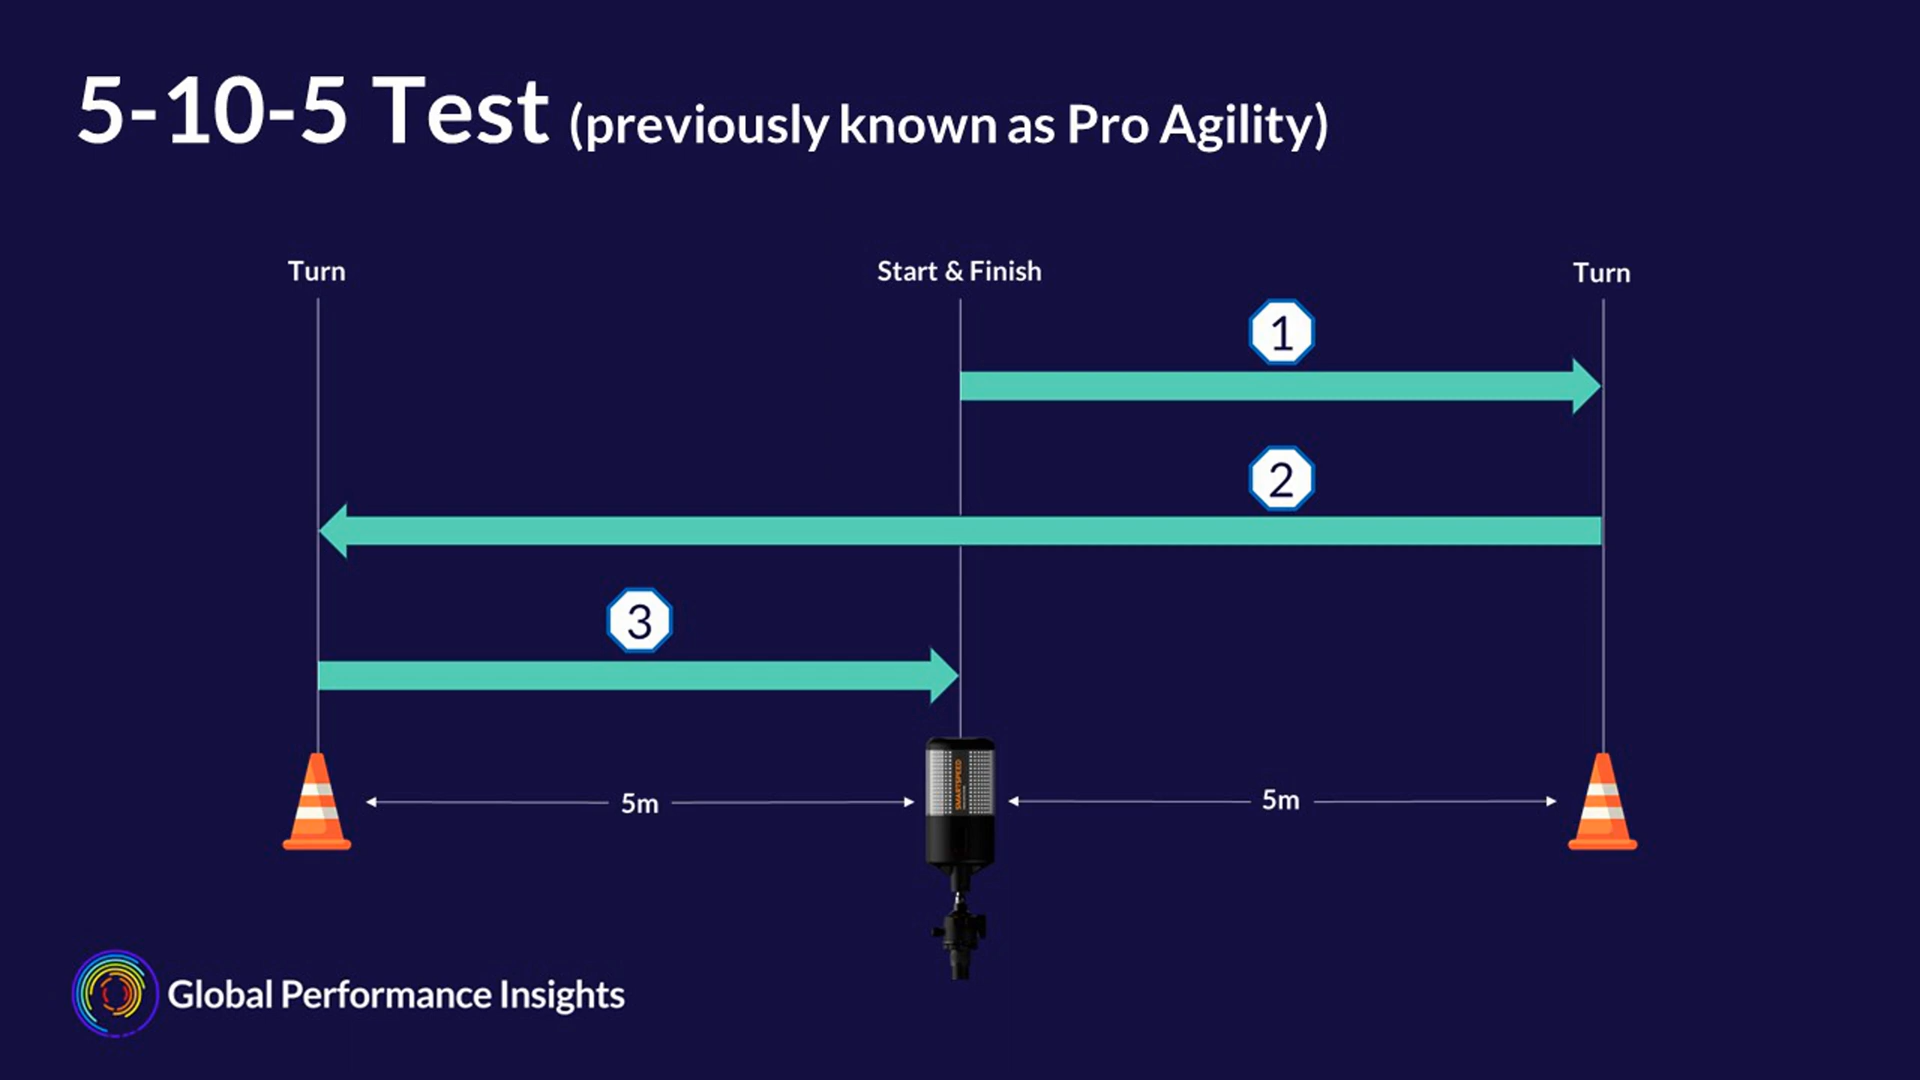 5-10-5 Test (previously known as Pro Agility)
Turn
Start & Finish
Turn
1
2
3
5m
SMARTSPEED
5m
Global Performance Insights